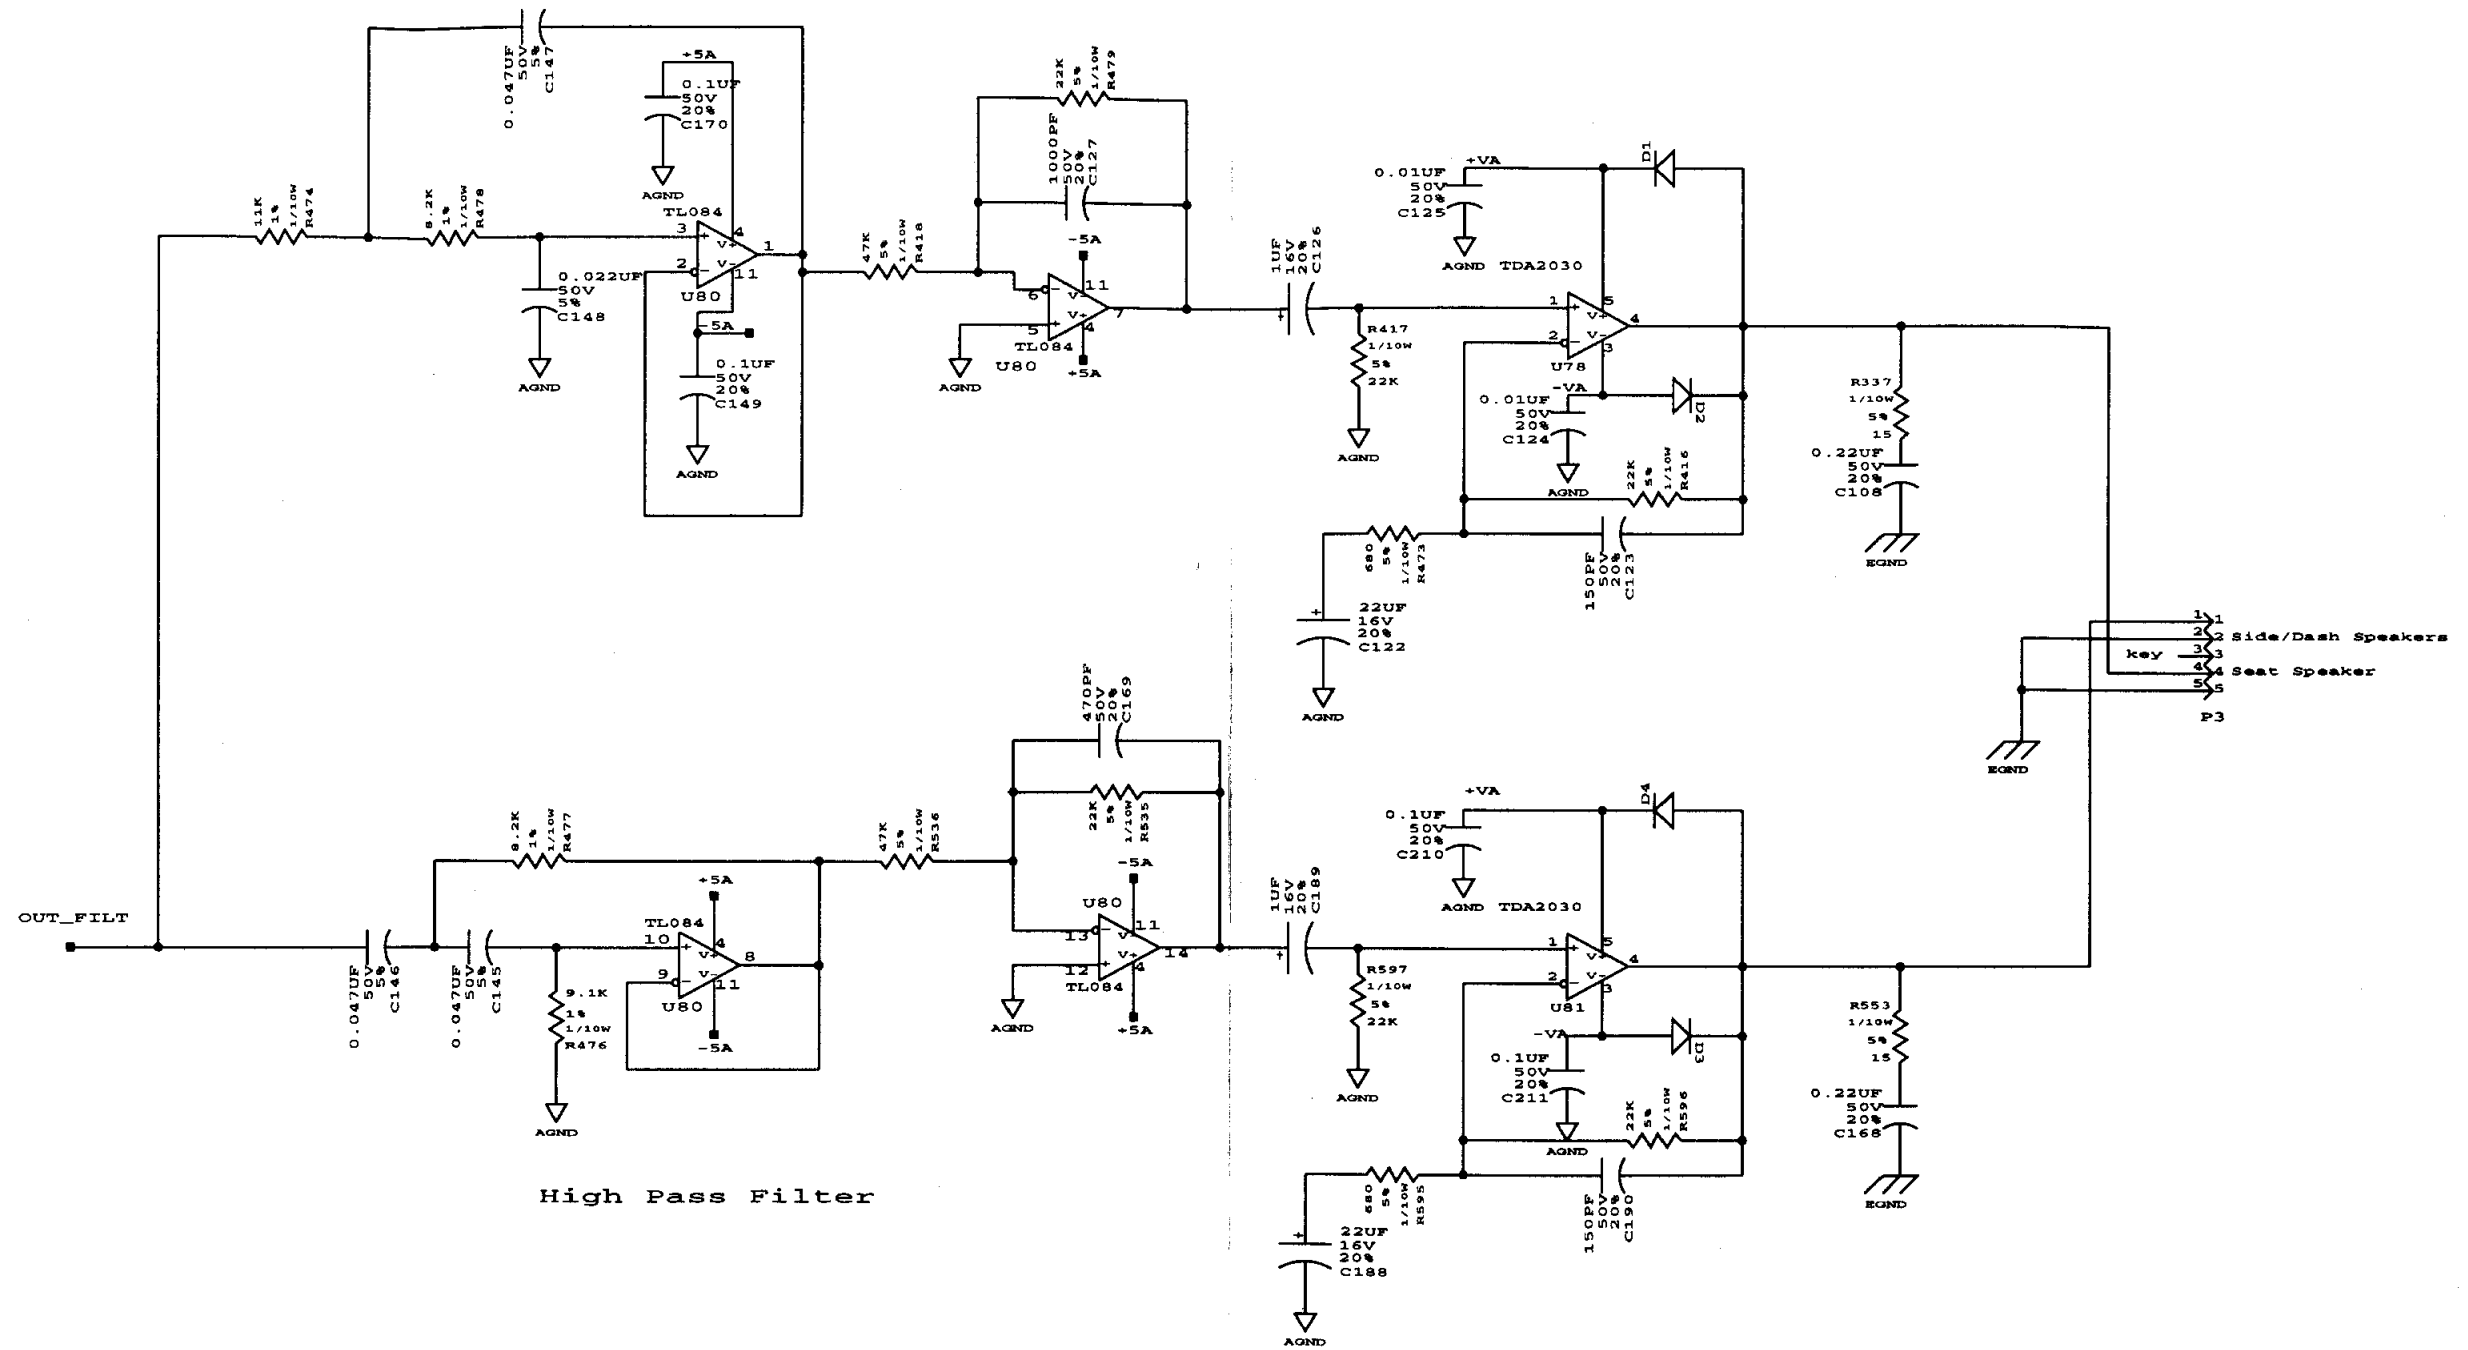 0.047UF
50V
5%
C147
+5A
0.1UF
50V
20%
C170
AGND
11K
1%
1/10W
R474
8.2K
1%
1/10W
R478
TL084
3
+
4
V+
1
2
-
V-
11
U80
0.022UF
50V
5%
C148
AGND
-5A
0.1UF
50V
20%
C149
AGND
47K
5%
1/10W
R418
22K
5%
1/10W
R479
1000PF
50V
20%
C127
-5A
6
-
11
V-
7
5
+
V+
4
TL084
U80
+5A
AGND
1UF
16V
20%
C126
+
R417
1/10W
5%
22K
AGND
+VA
0.01UF
50V
20%
C125
AGND
TDA2030
D1
1
+
5
V+
4
2
-
V-
3
U78
-VA
0.01UF
50V
20%
C124
AGND
D2
22K
5%
1/10W
R416
680
5%
1/10W
R473
150PF
50V
20%
C123
+
22UF
16V
20%
C122
AGND
R337
1/10W
5%
15
0.22UF
50V
20%
C108
EGND
1 1
2 2 Side/Dash Speakers
key 3 3
4 4 Seat Speaker
5 5
P3
EGND
OUT_FILT
0.047UF
50V
5%
C146
0.047UF
50V
5%
C145
8.2K
1%
1/10W
R477
9.1K
1%
1/10W
R476
AGND
+5A
TL084
10
+
4
V+
8
9
-
V-
11
U80
-5A
47K
5%
1/10W
R536
470PF
50V
20%
C169
22K
5%
1/10W
R535
-5A
U80
13
-
11
V-
14
12
+
V+
4
TL084
+5A
AGND
1UF
16V
20%
C189
+
R597
1/10W
5%
22K
AGND
+VA
0.1UF
50V
20%
C210
AGND
TDA2030
D4
1
+
5
V+
4
2
-
V-
3
U81
-VA
0.1UF
50V
20%
C211
AGND
D3
22K
5%
1/10W
R596
680
5%
1/10W
R595
150PF
50V
20%
C190
+
22UF
16V
20%
C188
AGND
R553
1/10W
5%
15
0.22UF
50V
20%
C168
EGND
High Pass Filter